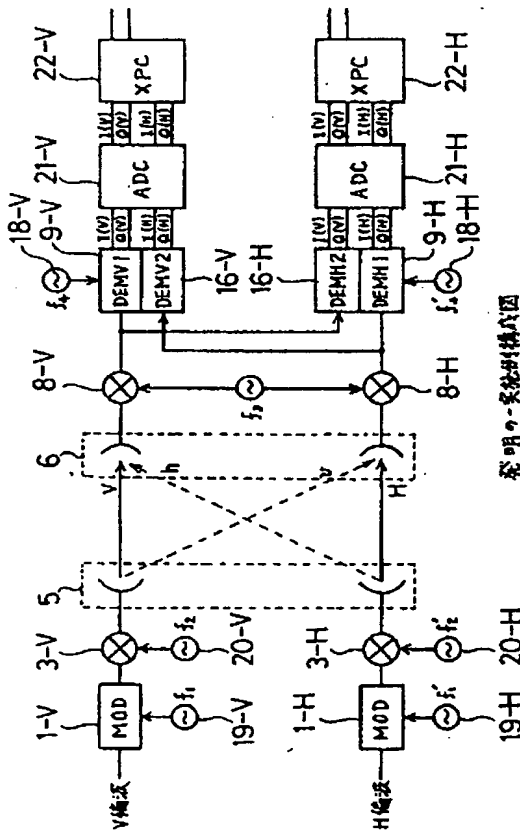 1-V
3-V
5
6
8-V
18-V
9-V
21-V
22-V
V偏波
MOD
f₁
19-V
f₂
20-V
V
h
f₄
DEMV1
DEMV2
16-V
I(V)
Q(V)
I(H)
Q(H)
ADC
I(V)
Q(V)
I(H)
Q(H)
XPC
f₃
H偏波
MOD
1-H
f₁'
19-H
3-H
f₂'
20-H
v
H
8-H
16-H
DEMH2
DEMH1
9-H
f₄'
18-H
I(V)
Q(V)
I(H)
Q(H)
ADC
21-H
I(V)
Q(V)
I(H)
Q(H)
XPC
22-H
発明の一実施例構成図